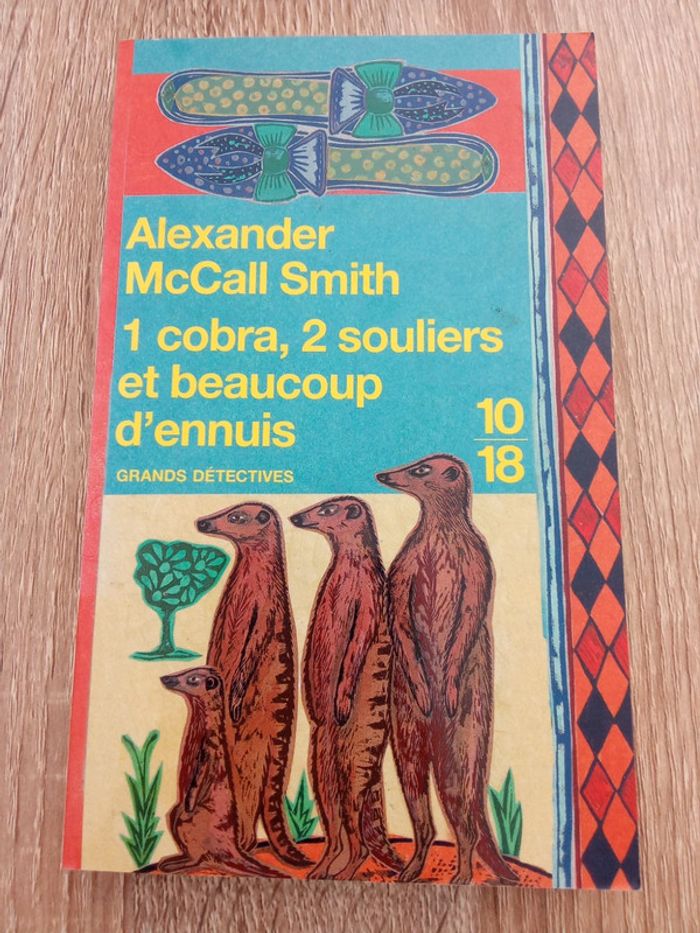 Alexander
McCall Smith
1 cobra, 2 souliers
et beaucoup
d'ennuis
GRANDS DÉTECTIVES
10
18